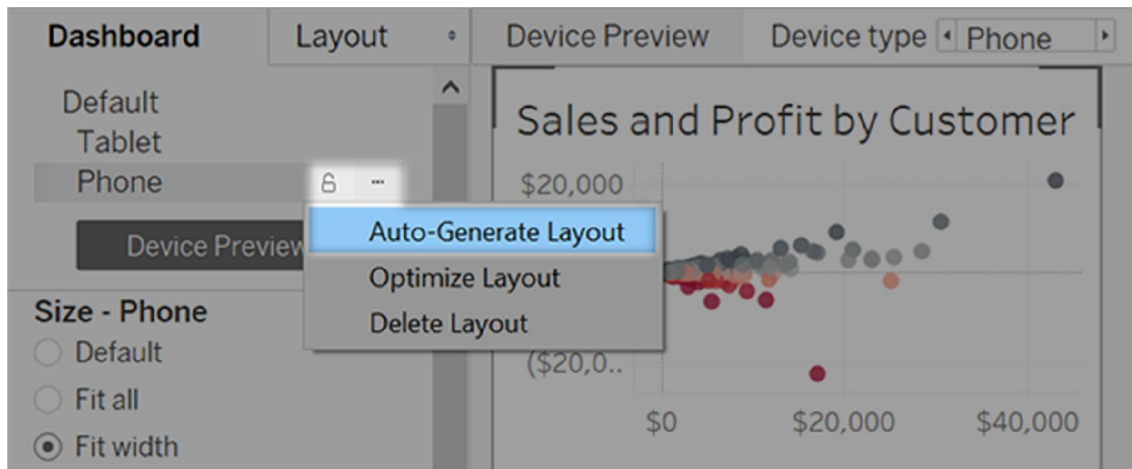 Dashboard
Layout
Device Preview
Device type
Phone
Default
Tablet
Phone
Device Preview
Auto-Generate Layout
Optimize Layout
Delete Layout
Size - Phone
Default
Fit all
Fit width
Sales and Profit by Customer
$20,000
($20,0..
$0
$20,000
$40,000